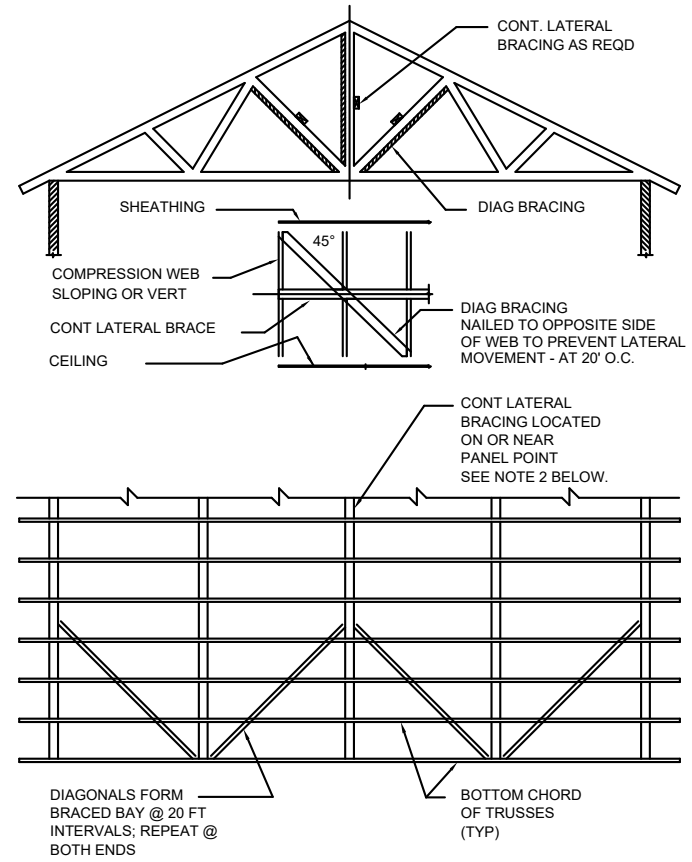 CONT. LATERAL
BRACING AS REQD
SHEATHING
DIAG BRACING
45°
COMPRESSION WEB
SLOPING OR VERT
CONT LATERAL BRACE
CEILING
DIAG BRACING
NAILED TO OPPOSITE SIDE
OF WEB TO PREVENT LATERAL
MOVEMENT - AT 20' O.C.
CONT LATERAL
BRACING LOCATED
ON OR NEAR
PANEL POINT
SEE NOTE 2 BELOW.
DIAGONALS FORM
BRACED BAY @ 20 FT
INTERVALS; REPEAT @
BOTH ENDS
BOTTOM CHORD
OF TRUSSES
(TYP)